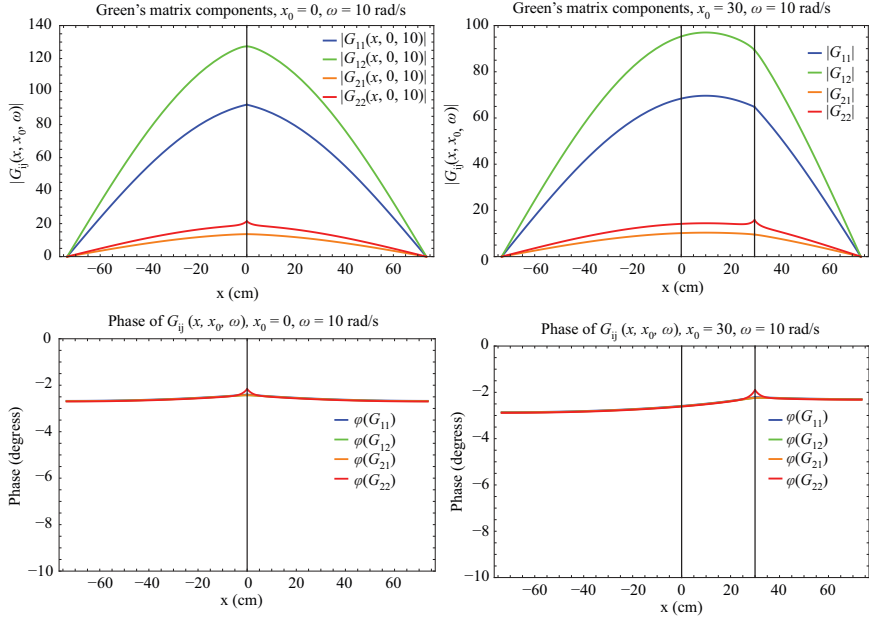 Green's matrix components, x₀ = 0, ω = 10 rad/s
|G₁₁(x, 0, 10)|
|G₁₂(x, 0, 10)|
|G₂₁(x, 0, 10)|
|G₂₂(x, 0, 10)|
|Gᵢⱼ(x, x₀, ω)|
140
120
100
80
60
40
20
0
−60 −40 −20 0 20 40 60
x (cm)
Green's matrix components, x₀ = 30, ω = 10 rad/s
|G₁₁|
|G₁₂|
|G₂₁|
|G₂₂|
|Gᵢⱼ(x, x₀, ω)|
100
80
60
40
20
0
−60 −40 −20 0 20 40 60
x (cm)
Phase of Gᵢⱼ (x, x₀, ω), x₀ = 0, ω = 10 rad/s
Phase (degress)
0
−2
−4
−6
−8
−10
φ(G₁₁)
φ(G₁₂)
φ(G₂₁)
φ(G₂₂)
−60 −40 −20 0 20 40 60
x (cm)
Phase of Gᵢⱼ (x, x₀, ω), x₀ = 30, ω = 10 rad/s
Phase (degress)
0
−2
−4
−6
−8
−10
φ(G₁₁)
φ(G₁₂)
φ(G₂₁)
φ(G₂₂)
−60 −40 −20 0 20 40 60
x (cm)